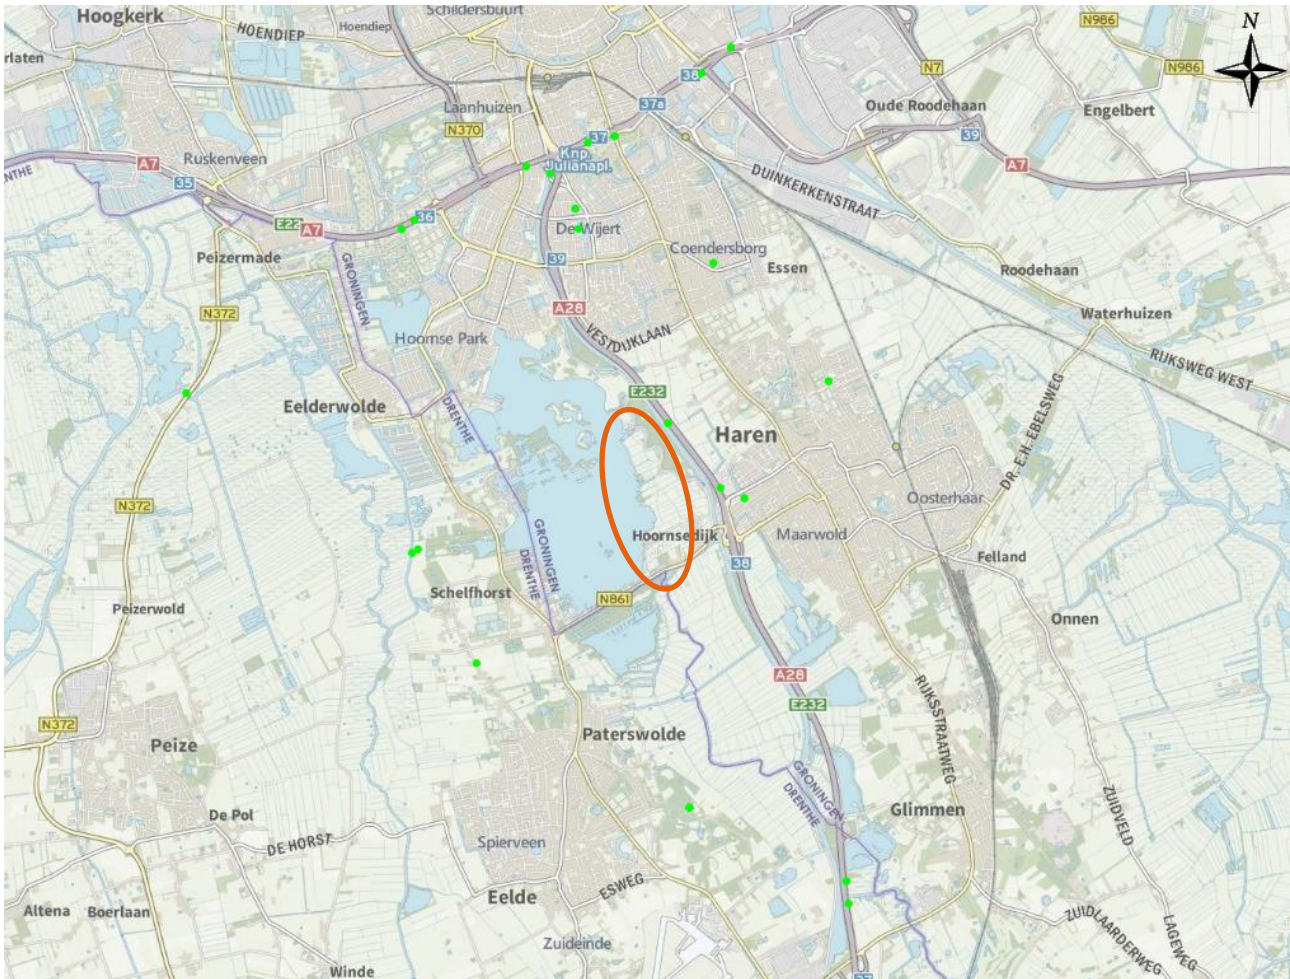 Hoogkerk
Schildersbuurt
HOENDIEP
Hoendiep
N986
N
rlaten
N7
N986
38
Laanhuizen
37a
Oude Roodehaan
Engelbert
N370
37
39
Knp.
Julianapl.
Ruskenveen
A7
A7
35
DUINKERKENSTRAAT
NTHE
36
E22
A7
De Wijert
Coendersborg
Essen
Peizermade
39
Roodehaan
GRONINGEN
N372
A28
Waterhuizen
Hoornse Park
VESTDIJKLAAN
RIJKSWEG WEST
E232
Eelderwolde
DRENTHE
Haren
DR. E.H. EBELSWEG
Oosterhaar
N372
Hoornsedijk
Maarwold
GRONINGEN
DRENTHE
38
Felland
Schelfhorst
N861
Peizerwold
Onnen
A28
E232
RIJKSSTRAATWEG
N372
Peize
Paterswolde
GRONINGEN
DRENTHE
Glimmen
ZUIDVELD
De Pol
DE HORST
Spierveen
ESWEG
Eelde
Altena
Boerlaan
ZUIDLAARDERWEG
LAGEWEG
Zuideinde
Winde